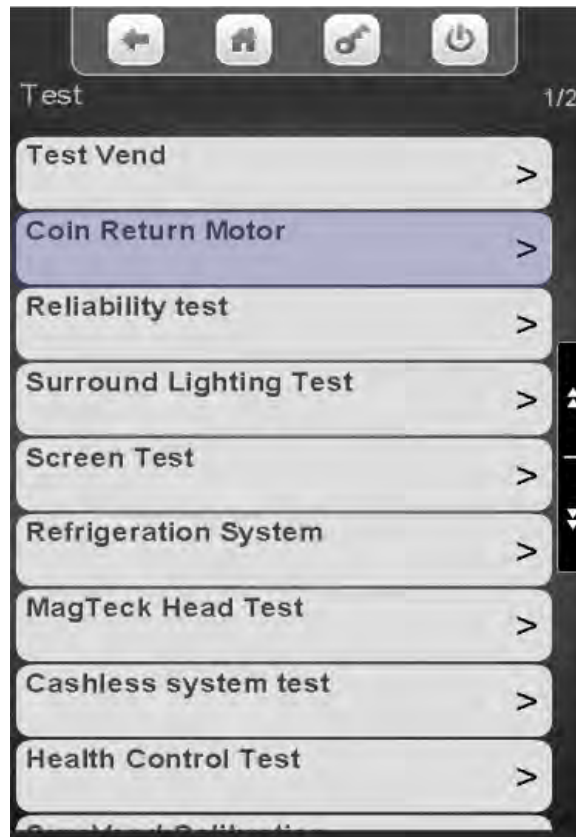 Test
1/2
Test Vend
>
Coin Return Motor
>
Reliability test
>
Surround Lighting Test
>
Screen Test
>
Refrigeration System
>
MagTeck Head Test
>
Cashless system test
>
Health Control Test
>